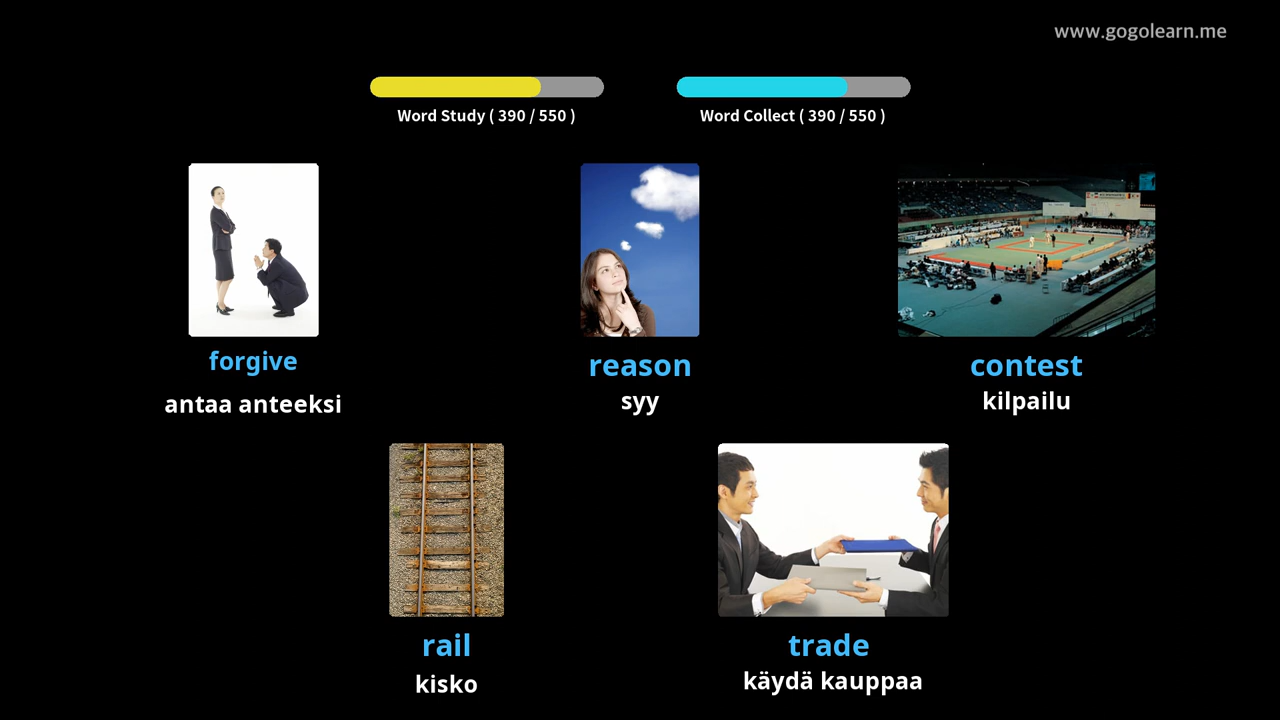 www.gogolearn.me
Word Study ( 390 / 550 )
Word Collect ( 390 / 550 )
forgive
antaa anteeksi
reason
syy
contest
kilpailu
rail
kisko
trade
käydä kauppaa